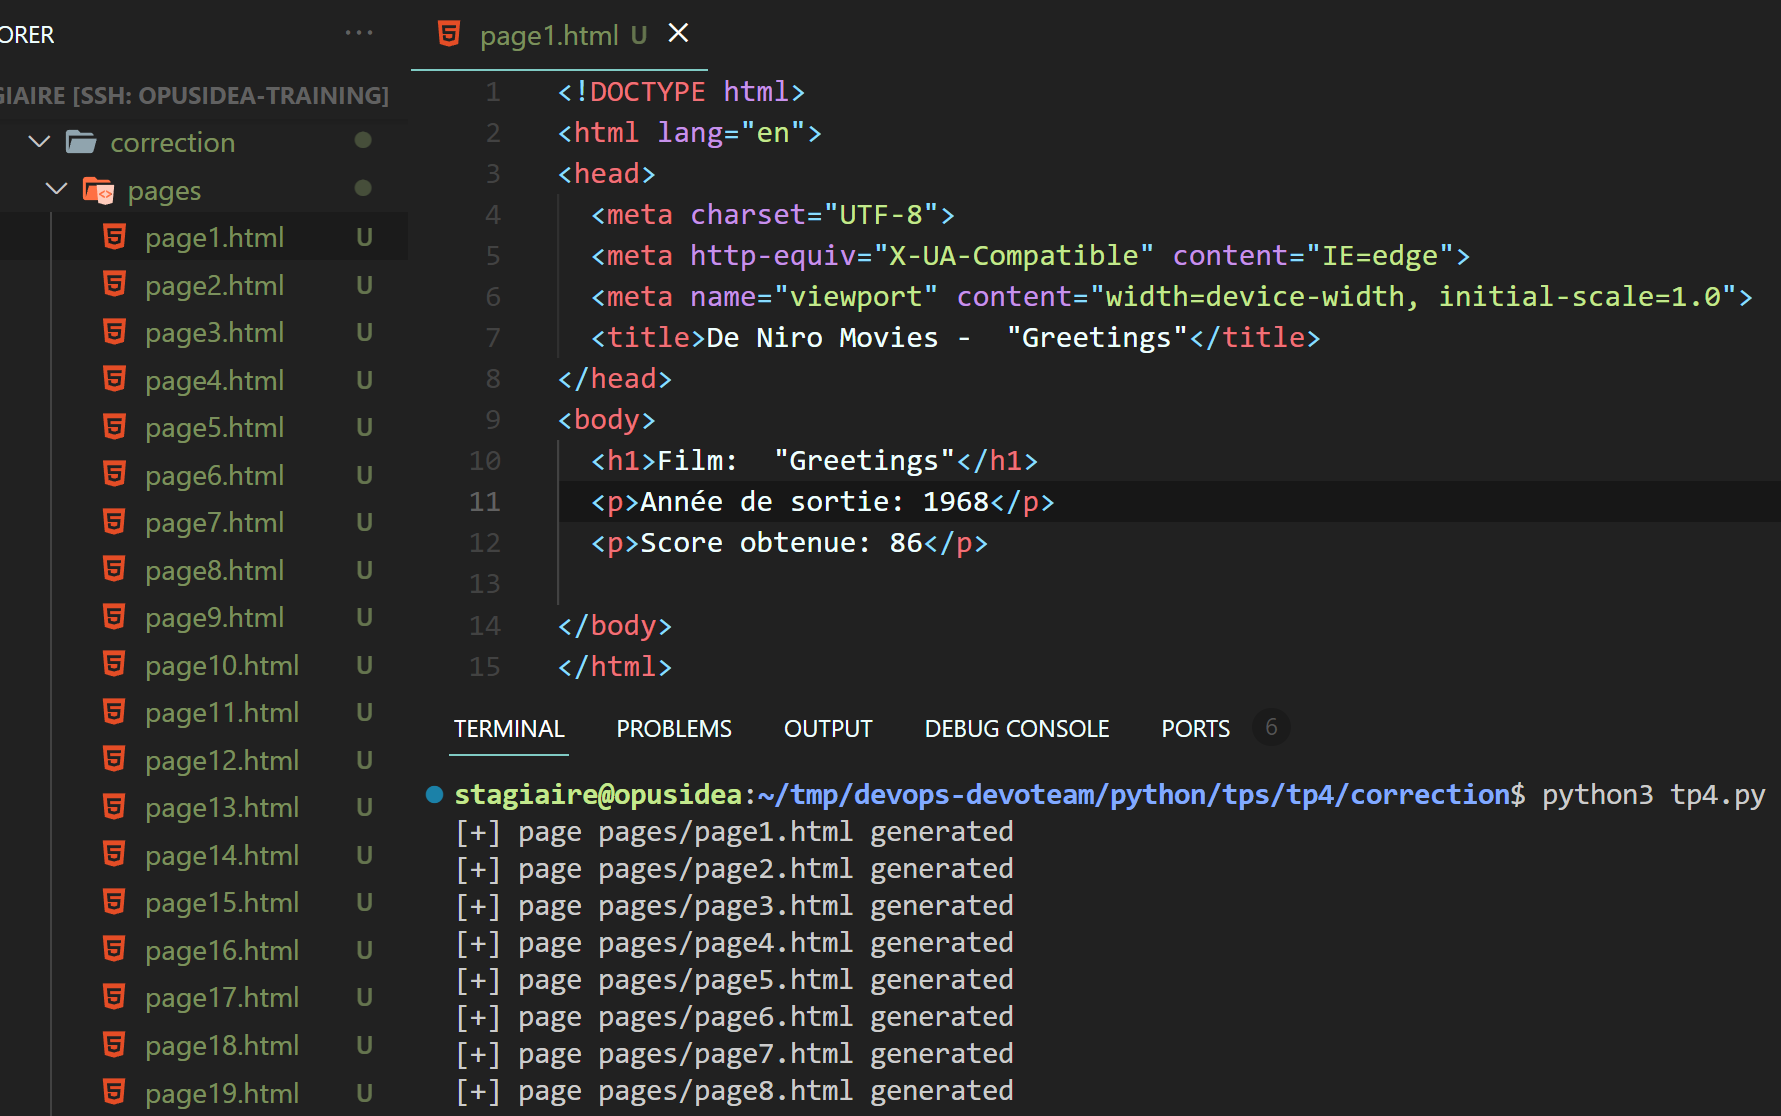 ORER ...
GIAIRE [SSH: OPUSIDEA-TRAINING]
correction
pages
page1.html U
page2.html U
page3.html U
page4.html U
page5.html U
page6.html U
page7.html U
page8.html U
page9.html U
page10.html U
page11.html U
page12.html U
page13.html U
page14.html U
page15.html U
page16.html U
page17.html U
page18.html U
page19.html U
page1.html U
1 <!DOCTYPE html>
2 <html lang="en">
3 <head>
4 <meta charset="UTF-8">
5 <meta http-equiv="X-UA-Compatible" content="IE=edge">
6 <meta name="viewport" content="width=device-width, initial-scale=1.0">
7 <title>De Niro Movies -  "Greetings"</title>
8 </head>
9 <body>
10 <h1>Film:  "Greetings"</h1>
11 <p>Année de sortie: 1968</p>
12 <p>Score obtenue: 86</p>
13
14 </body>
15 </html>
TERMINAL PROBLEMS OUTPUT DEBUG CONSOLE PORTS 6
stagiaire@opusidea:~/tmp/devops-devoteam/python/tps/tp4/correction$ python3 tp4.py
[+] page pages/page1.html generated
[+] page pages/page2.html generated
[+] page pages/page3.html generated
[+] page pages/page4.html generated
[+] page pages/page5.html generated
[+] page pages/page6.html generated
[+] page pages/page7.html generated
[+] page pages/page8.html generated